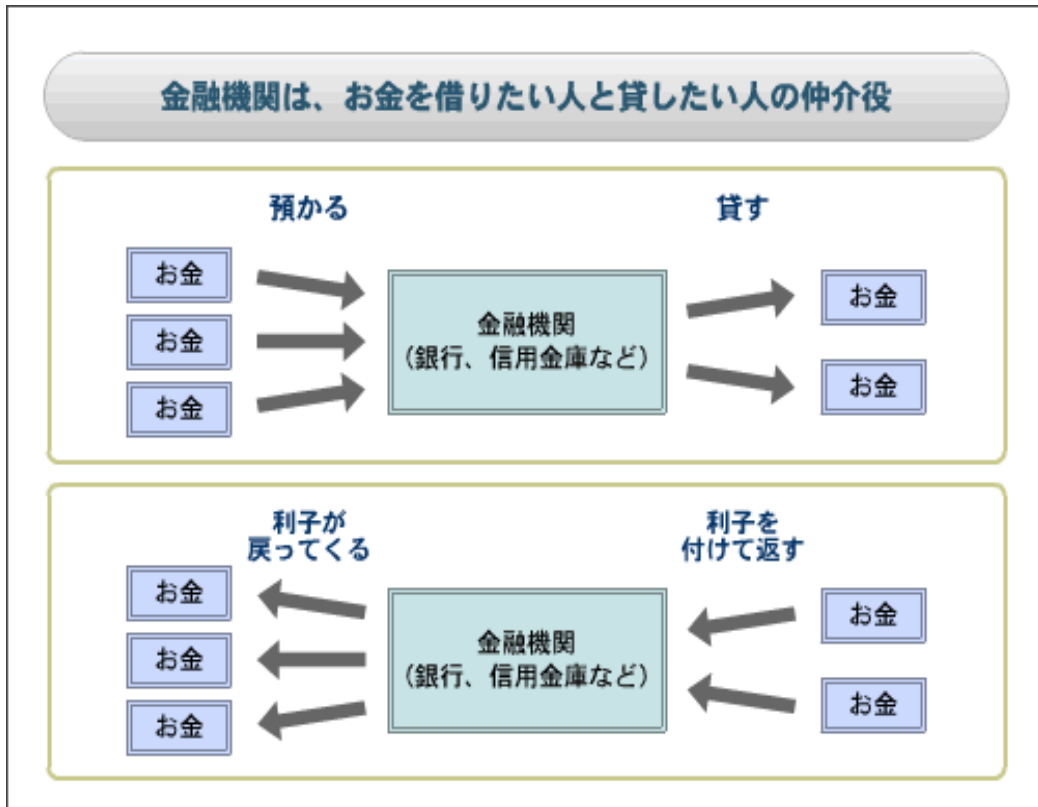 金融機関は、お金を借りたい人と貸したい人の仲介役
預かる
貸す
お金
お金
お金
金融機関
(銀行、信用金庫など)
お金
お金
利子が
戻ってくる
利子を
付けて返す
お金
お金
お金
金融機関
(銀行、信用金庫など)
お金
お金